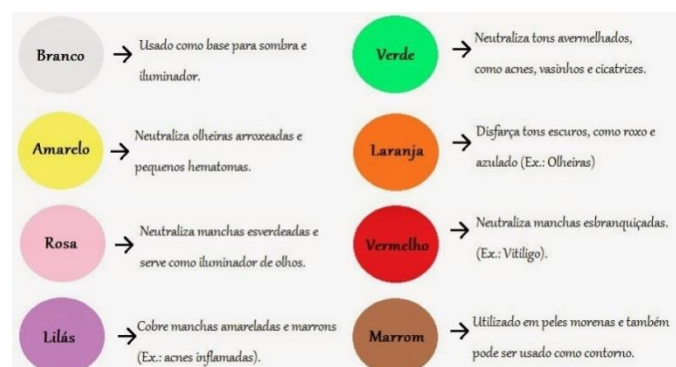 Branco
Usado como base para sombra e
iluminador.
Verde
Neutraliza tons avermelhados,
como acnes, vasinhos e cicatrizes.
Amarelo
Neutraliza olheiras arroxeadas e
pequenos hematomas.
Laranja
Disfarça tons escuros, como roxo e
azulado (Ex.: Olheiras)
Rosa
Neutraliza manchas esverdeadas e
serve como iluminador de olhos.
Vermelho
Neutraliza manchas esbranquiçadas.
(Ex.: Vitiligo).
Lilás
Cobre manchas amareladas e marrons
(Ex.: acnes inflamadas).
Marrom
Utilizado em peles morenas e também
pode ser usado como contorno.